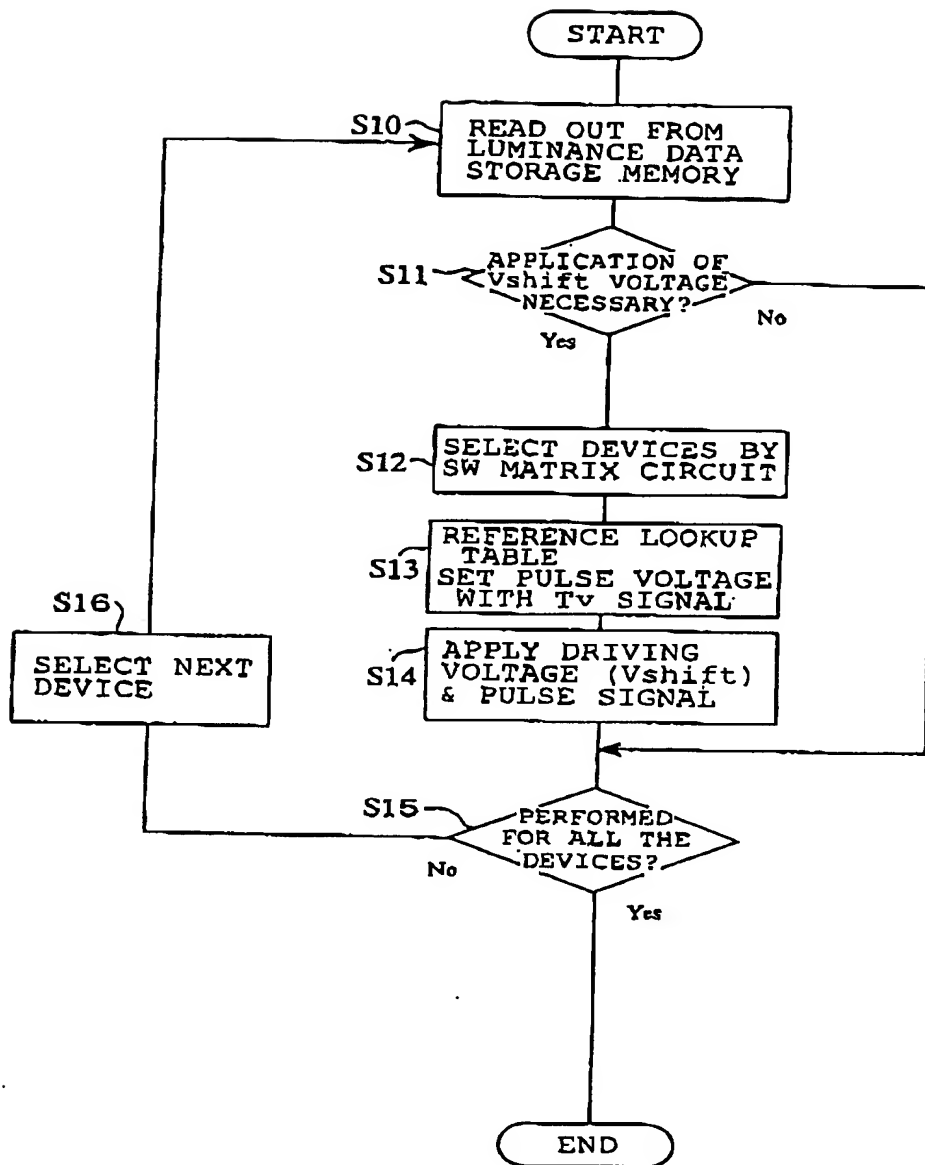 START
S10
READ OUT FROM
LUMINANCE DATA
STORAGE MEMORY
S11
APPLICATION OF
Vshift VOLTAGE
NECESSARY?
No
Yes
S12
SELECT DEVICES BY
SW MATRIX CIRCUIT
S13
REFERENCE LOOKUP
TABLE
SET PULSE VOLTAGE
WITH Tv SIGNAL
S16
SELECT NEXT
DEVICE
S14
APPLY DRIVING
VOLTAGE (Vshift)
& PULSE SIGNAL
S15
PERFORMED
FOR ALL THE
DEVICES?
No
Yes
END